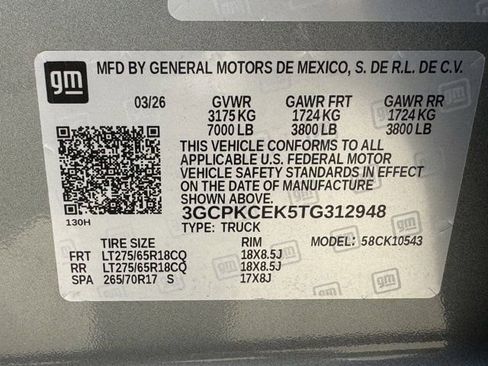 GENERAL MOTORS
gm
MFD BY GENERAL MOTORS DE MEXICO, S. DE R.L. DE C.V.
03/26 GVWR GAWR FRT GAWR RR
3175 KG 1724 KG 1724 KG
7000 LB 3800 LB 3800 LB
THIS VEHICLE CONFORMS TO ALL
APPLICABLE U.S. FEDERAL MOTOR
VEHICLE SAFETY STANDARDS IN EFFECT
ON THE DATE OF MANUFACTURE
SHOWN ABOVE.
3GCPKCEK5TG312948
130H
TYPE: TRUCK MODEL: 58CK10543
TIRE SIZE RIM
FRT LT275/65R18CQ 18X8.5J
RR LT275/65R18CQ 18X8.5J
SPA 265/70R17 S 17X8J